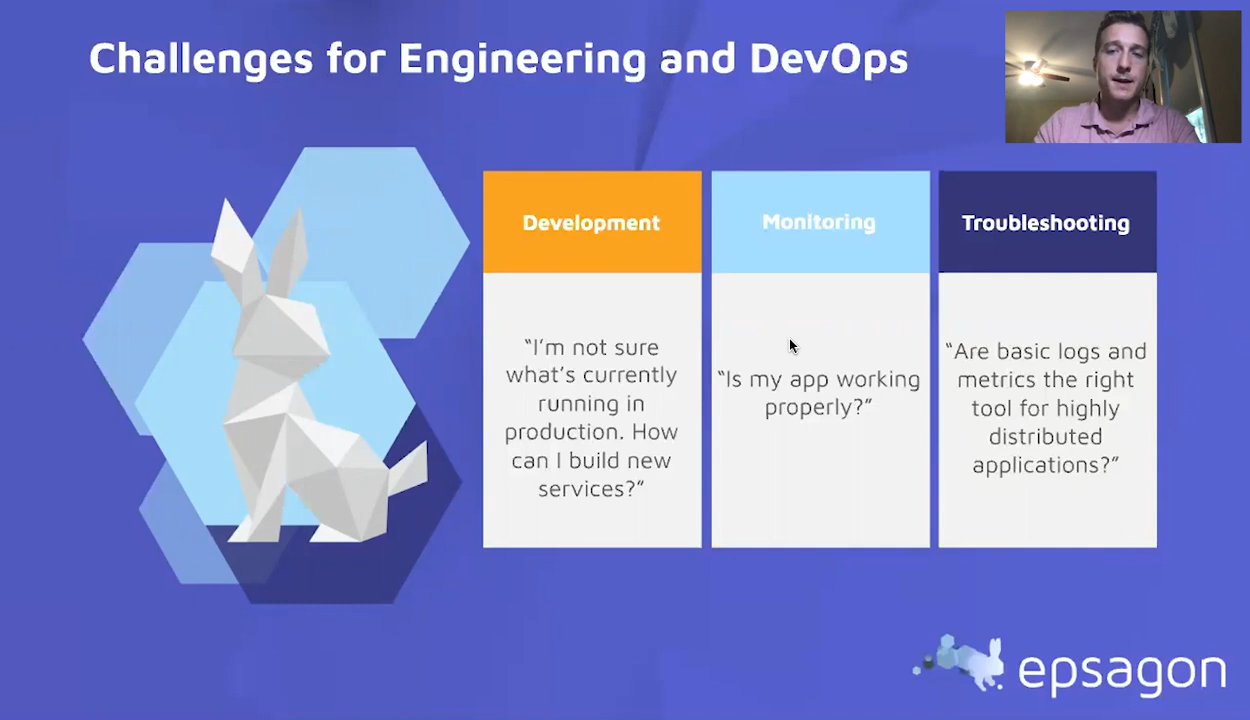 Challenges for Engineering and DevOps
Development
“I’m not sure
what’s currently
running in
production. How
can I build new
services?”
Monitoring
“Is my app working
properly?”
Troubleshooting
“Are basic logs and
metrics the right
tool for highly
distributed
applications?”
epsagon